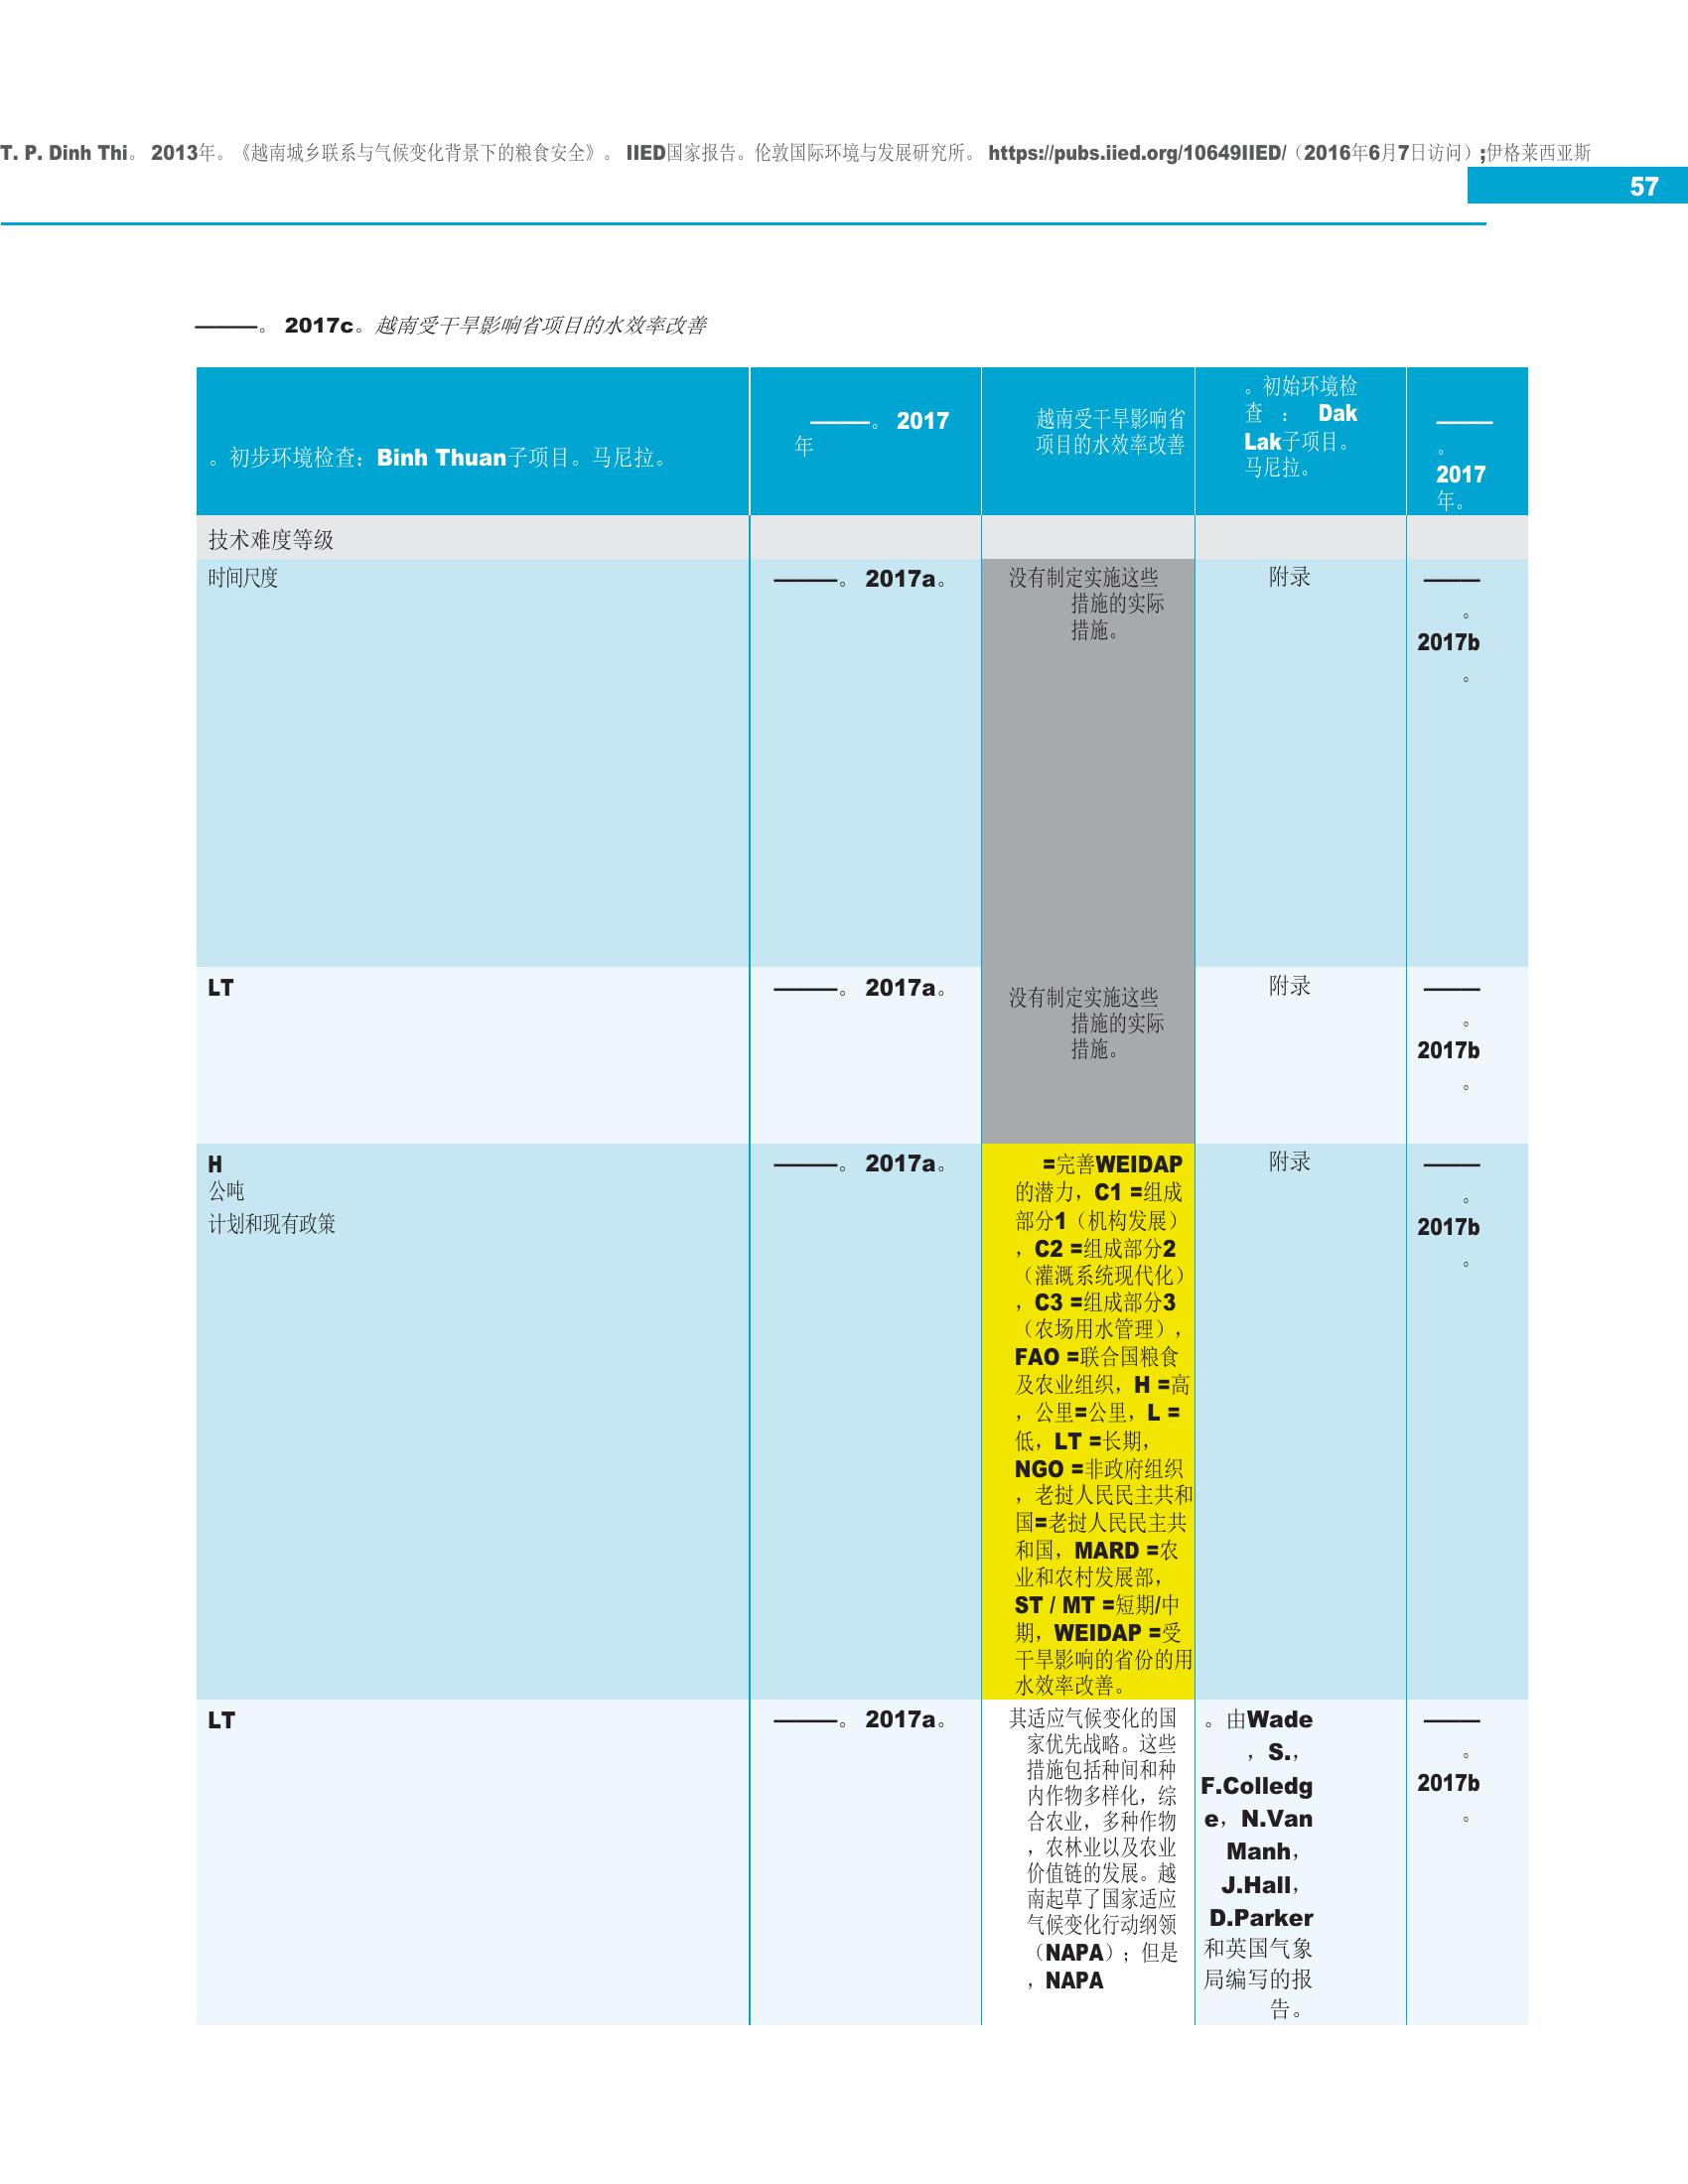 T. P. Dinh Thi。 2013年。《越南城乡联系与气候变化背景下的粮食安全》。 IIED国家报告。伦敦国际环境与发展研究所。 https://pubs.iied.org/10649IIED/（2016年6月7日访问）;伊格莱西亚斯
57
———。 2017c。越南受干旱影响省项目的水效率改善
。初步环境检查：Binh Thuan子项目。马尼拉。
———。 2017
年
越南受干旱影响省
项目的水效率改善
。初始环境检
查 ： Dak
Lak子项目。
马尼拉。
———
。
2017
年。
技术难度等级
时间尺度
———。 2017a。
没有制定实施这些
措施的实际
措施。
附录
———
。
2017b
。
LT
———。 2017a。
没有制定实施这些
措施的实际
措施。
附录
———
。
2017b
。
H
公吨
计划和现有政策
———。 2017a。
=完善WEIDAP
的潜力，C1 =组成
部分1（机构发展）
，C2 =组成部分2
（灌溉系统现代化）
，C3 =组成部分3
（农场用水管理），
FAO =联合国粮食
及农业组织，H =高
，公里=公里，L =
低，LT =长期，
NGO =非政府组织
，老挝人民民主共和
国=老挝人民民主共
和国，MARD =农
业和农村发展部，
ST / MT =短期/中
期，WEIDAP =受
干旱影响的省份的用
水效率改善。
附录
———
。
2017b
。
LT
———。 2017a。
其适应气候变化的国
家优先战略。这些
措施包括种间和种
内作物多样化，综
合农业，多种作物
，农林业以及农业
价值链的发展。越
南起草了国家适应
气候变化行动纲领
（NAPA）；但是
，NAPA
。由Wade
，S.，
F.Colledg
e，N.Van
Manh，
J.Hall，
D.Parker
和英国气象
局编写的报
告。
———
。
2017b
。